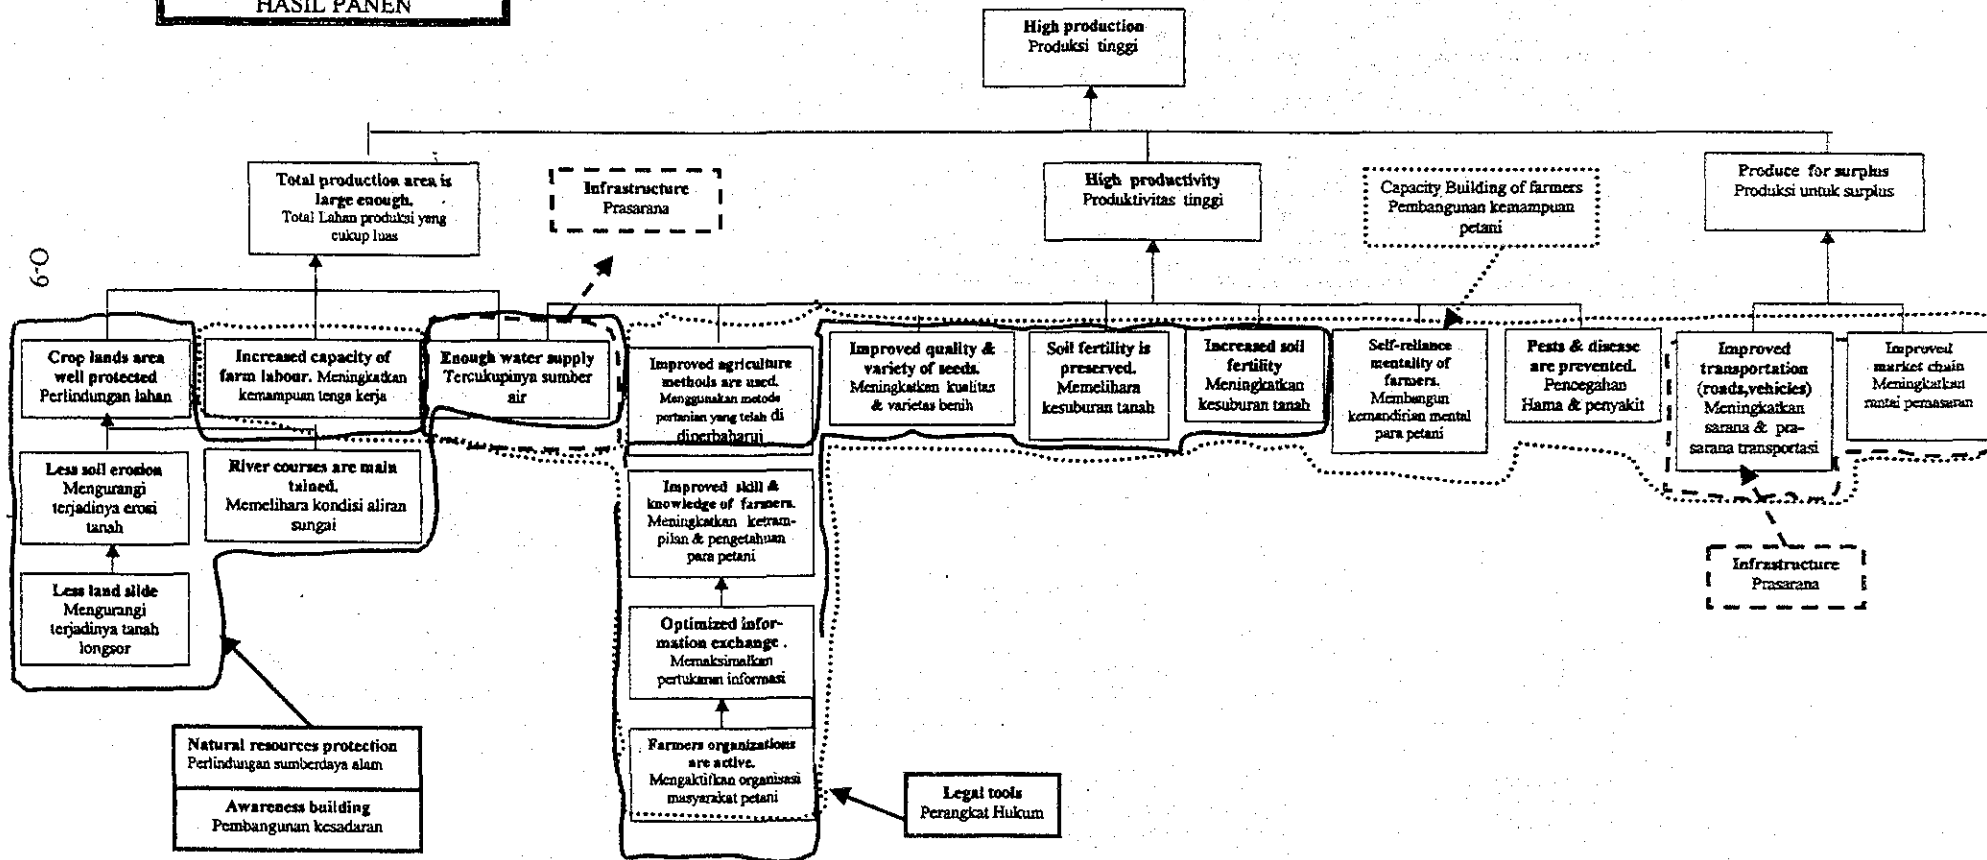 HASIL PANEN
High production
Produksi tinggi
Total production area is
large enough.
Total Lahan produksi yang
cukup luas
Infrastructure
Prasarana
High productivity
Produktivitas tinggi
Capacity Building of farmers
Pembangunan kemampuan
petani
Produce for surplus
Produksi untuk surplus
O-9
Crop lands area
well protected
Perlindungan lahan
Increased capacity of
farm labour. Meningkatkan
kemampuan tenga kerja
Enough water supply
Tercukupinya sumber
air
Improved agriculture
methods are used.
Menggunakan metode
pertanian yang telah di
diperbaharui
Improved quality &
variety of seeds.
Meningkatkan kualitas
& varietas benih
Soil fertility is
preserved.
Memelihara
kesuburan tanah
Increased soil
fertility
Meningkatkan
kesuburan tanah
Self-reliance
mentality of
farmers.
Membangun
kemandirian mental
para petani
Pests & disease
are prevented.
Pencegahan
Hama & penyakit
Improved
transportation
(roads,vehicles)
Meningkatkan
sarana & pra-
sarana transportasi
Improved
market chain
Meningkatkan
rantai pemasaran
Less soil erosion
Mengurangi
terjadinya erosi
tanah
River courses are main
tained.
Memelihara kondisi aliran
sungai
Improved skill &
knowledge of farmers.
Meningkatkan ketram-
pilan & pengetahuan
para petani
Less land slide
Mengurangi
terjadinya tanah
longsor
Optimized infor-
mation exchange .
Memaksimalkan
pertukaran informasi
Infrastructure
Prasarana
Natural resources protection
Perlindungan sumberdaya alam
Awareness building
Pembangunan kesadaran
Farmers organizations
are active.
Mengaktifkan organisasi
masyarakat petani
Legal tools
Perangkat Hukum